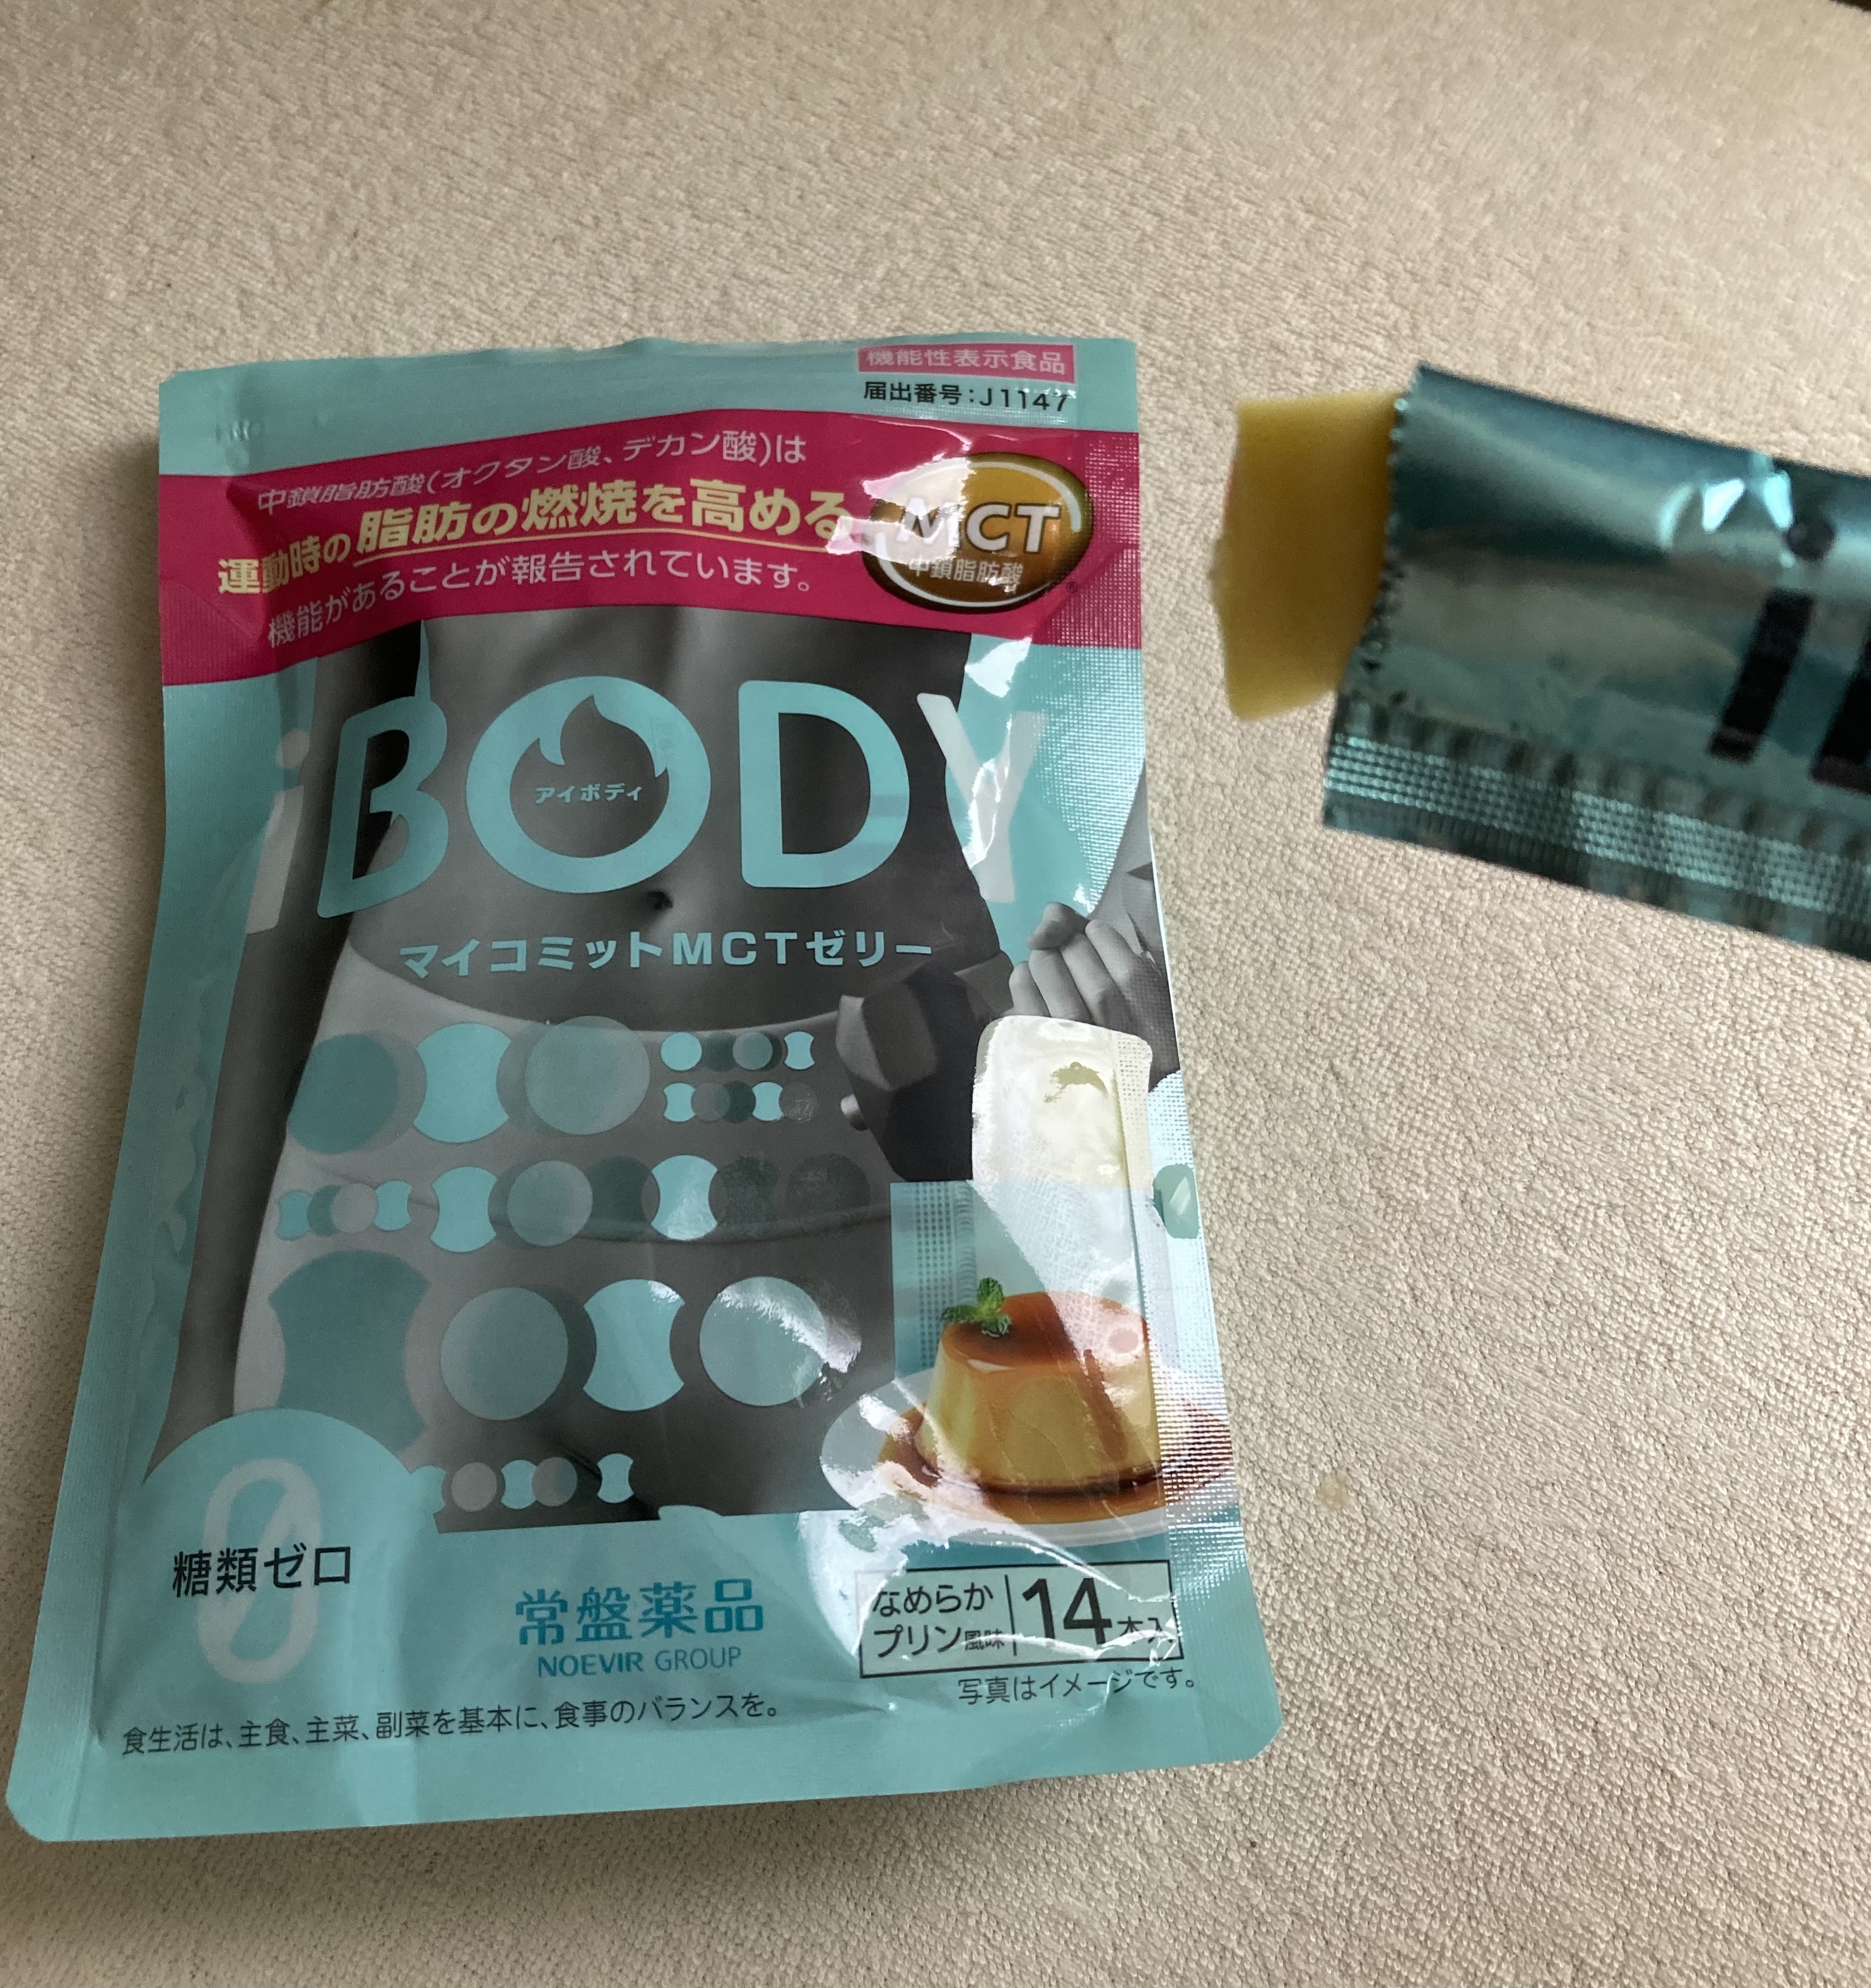 機能性表示食品
届出番号:J1147
中鎖脂肪酸(オクタン酸、デカン酸)は
運動時の脂肪の燃焼を高める
機能があることが報告されています。
MCT
中鎖脂肪酸
®
iBODY
アイボディ
マイコミットMCTゼリー
0
糖類ゼロ
常盤薬品
NOEVIR GROUP
なめらか
プリン風味
14本入
写真はイメージです。
食生活は、主食、主菜、副菜を基本に、食事のバランスを。